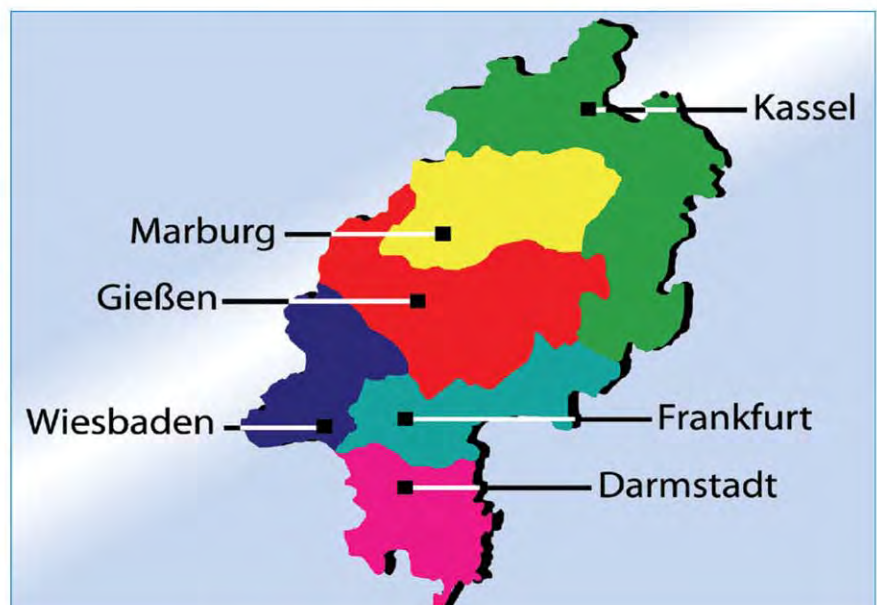 Kassel
Marburg
Gießen
Wiesbaden
Frankfurt
Darmstadt